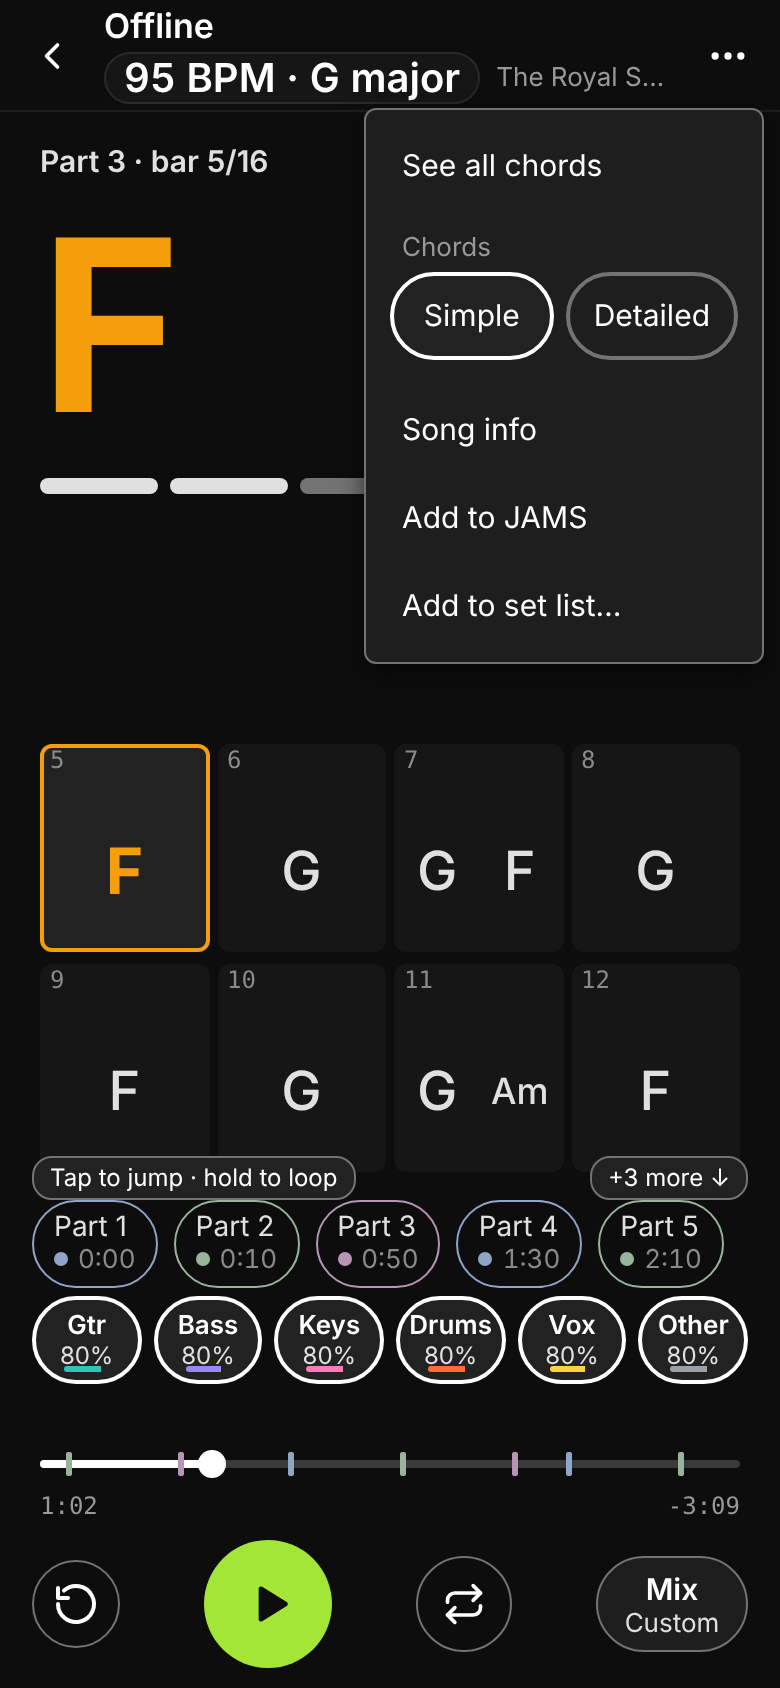 Offline
95 BPM · G major
The Royal S...
Part 3 · bar 5/16
F
See all chords
Chords
Simple Detailed
Song info
Add to JAMS
Add to set list...
5 6 7 8
F G G F G
9 10 11 12
F G G Am F
Tap to jump · hold to loop
+3 more ↓
Part 1 Part 2 Part 3 Part 4 Part 5
0:00 0:10 0:50 1:30 2:10
Gtr Bass Keys Drums Vox Other
80% 80% 80% 80% 80% 80%
1:02 -3:09
Mix
Custom